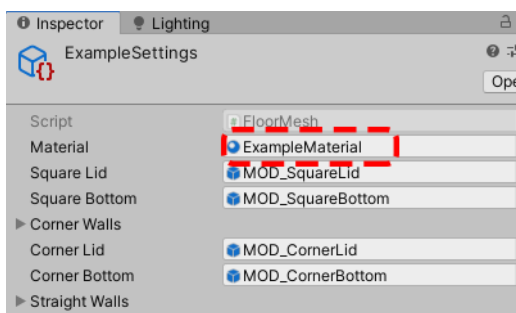 Inspector Lighting
ExampleSettings
Ope
Script FloorMesh
Material ExampleMaterial
Square Lid MOD_SquareLid
Square Bottom MOD_SquareBottom
Corner Walls
Corner Lid MOD_CornerLid
Corner Bottom MOD_CornerBottom
Straight Walls